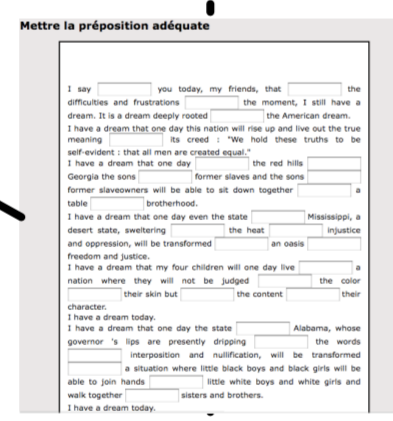 Mettre la préposition adéquate
I say you today, my friends, that the
difficulties and frustrations the moment, I still have a
dream. It is a dream deeply rooted the American dream.
I have a dream that one day this nation will rise up and live out the true
meaning its creed : "We hold these truths to be
self-evident : that all men are created equal."
I have a dream that one day the red hills
Georgia the sons former slaves and the sons
former slaveowners will be able to sit down together a
table brotherhood.
I have a dream that one day even the state Mississippi, a
desert state, sweltering the heat injustice
and oppression, will be transformed an oasis
freedom and justice.
I have a dream that my four children will one day live a
nation where they will not be judged the color
their skin but the content their
character.
I have a dream today.
I have a dream that one day the state Alabama, whose
governor 's lips are presently dripping the words
interposition and nullification, will be transformed
a situation where little black boys and black girls will be
able to join hands little white boys and white girls and
walk together sisters and brothers.
I have a dream today.